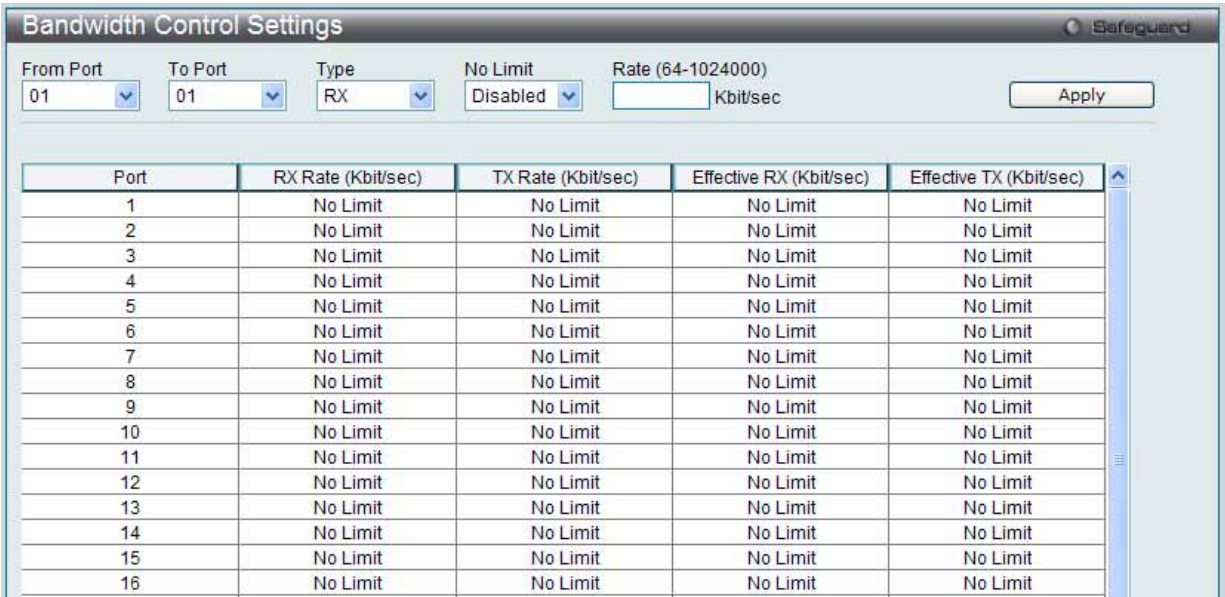 Bandwidth Control Settings
Safeguard
From Port To Port Type No Limit Rate (64-1024000)
01 01 RX Disabled Kbit/sec Apply
Port RX Rate (Kbit/sec) TX Rate (Kbit/sec) Effective RX (Kbit/sec) Effective TX (Kbit/sec)
1 No Limit No Limit No Limit No Limit
2 No Limit No Limit No Limit No Limit
3 No Limit No Limit No Limit No Limit
4 No Limit No Limit No Limit No Limit
5 No Limit No Limit No Limit No Limit
6 No Limit No Limit No Limit No Limit
7 No Limit No Limit No Limit No Limit
8 No Limit No Limit No Limit No Limit
9 No Limit No Limit No Limit No Limit
10 No Limit No Limit No Limit No Limit
11 No Limit No Limit No Limit No Limit
12 No Limit No Limit No Limit No Limit
13 No Limit No Limit No Limit No Limit
14 No Limit No Limit No Limit No Limit
15 No Limit No Limit No Limit No Limit
16 No Limit No Limit No Limit No Limit